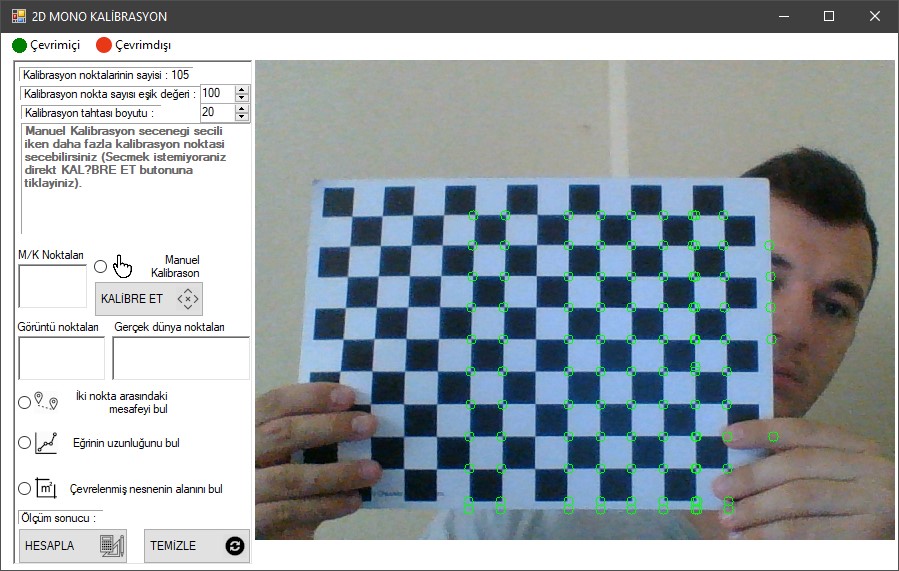 2D MONO KALİBRASYON
Çevrimiçi Çevrimdışı
Kalibrasyon noktalarinin sayisi : 105
Kalibrasyon nokta sayısı eşik değeri : 100
Kalibrasyon tahtası boyutu : 20
Manuel Kalibrasyon secenegi secili
iken daha fazla kalibrasyon noktasi
secebilirsiniz (Secmek istemiyoraniz
direkt KAL?BRE ET butonuna
tiklayiniz).
M/K Noktaları
Manuel
Kalibrason
KALİBRE ET
Görüntü noktaları Gerçek dünya noktaları
İki nokta arasındaki
mesafeyi bul
Eğrinin uzunluğunu bul
m²
Çevrelenmiş nesnenin alanını bul
Ölçüm sonucu :
HESAPLA TEMİZLE